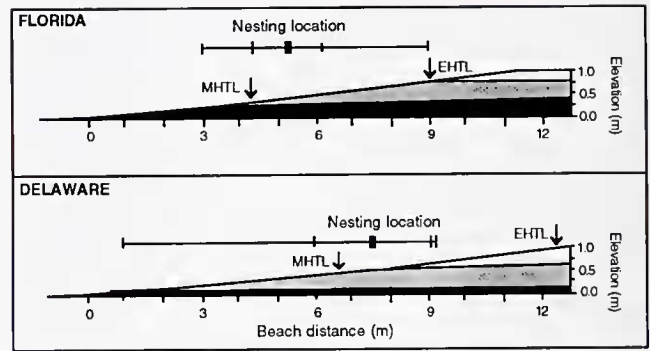 FLORIDA
Nesting location
MHTL
EHTL
1.0
0.5
0.0
Elevation (m)
0
3
6
9
12
DELAWARE
Nesting location
MHTL
EHTL
1.0
0.5
0.0
Elevation (m)
0
3
6
9
12
Beach distance (m)